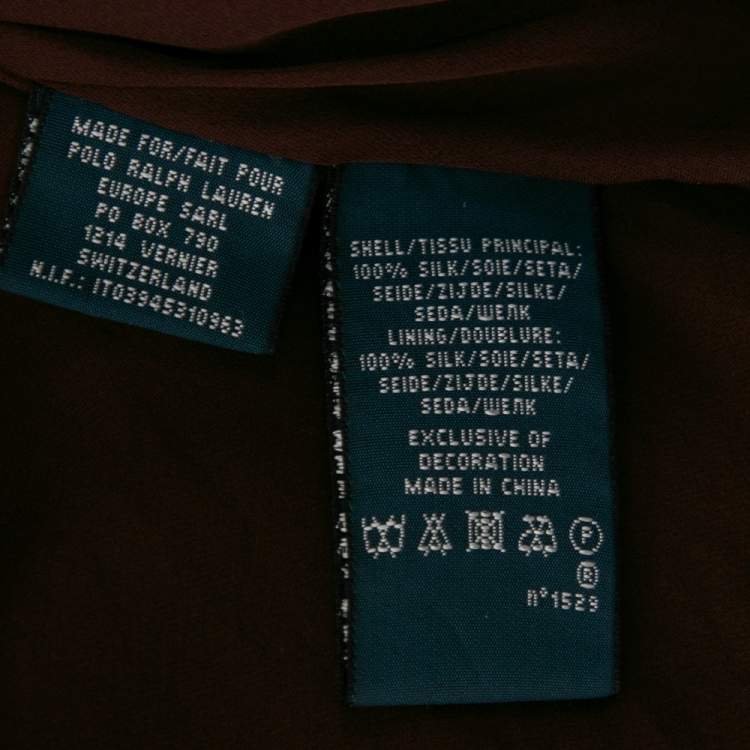 MADE FOR/FAIT POUR
POLO RALPH LAUREN
EUROPE SARL
PO BOX 790
1214 VERNIER
SWITZERLAND
N.I.F.: IT03945310963
SHELL/TISSU PRINCIPAL:
100% SILK/SOIE/SETA/
SEIDE/ZIJDE/SILKE/
SEDA/ШЕЛК
LINING/DOUBLURE:
100% SILK/SOIE/SETA/
SEIDE/ZIJDE/SILKE/
SEDA/ШЕЛК
EXCLUSIVE OF
DECORATION
MADE IN CHINA
P
®
n°1529